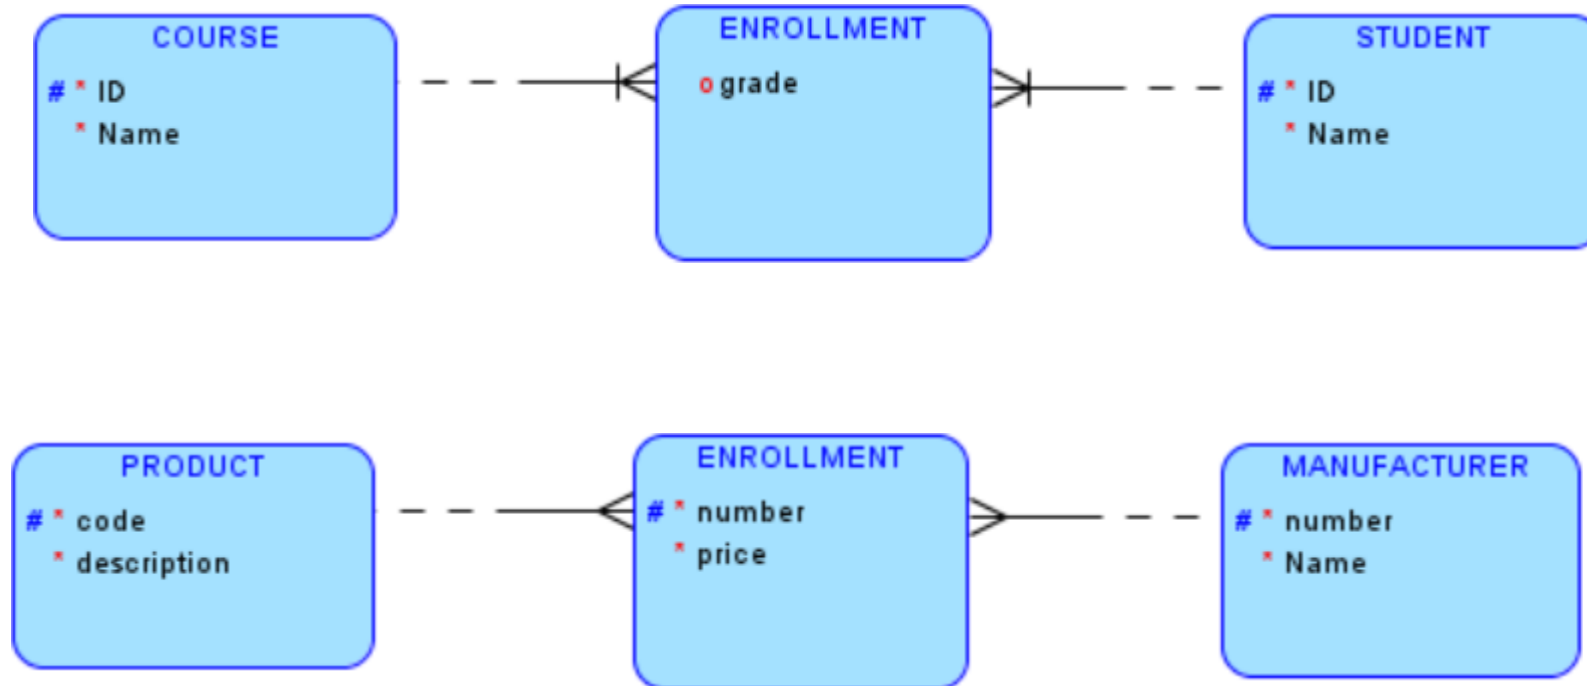 COURSE
# * ID
* Name
ENROLLMENT
o grade
STUDENT
# * ID
* Name
PRODUCT
# * code
* description
ENROLLMENT
# * number
* price
MANUFACTURER
# * number
* Name